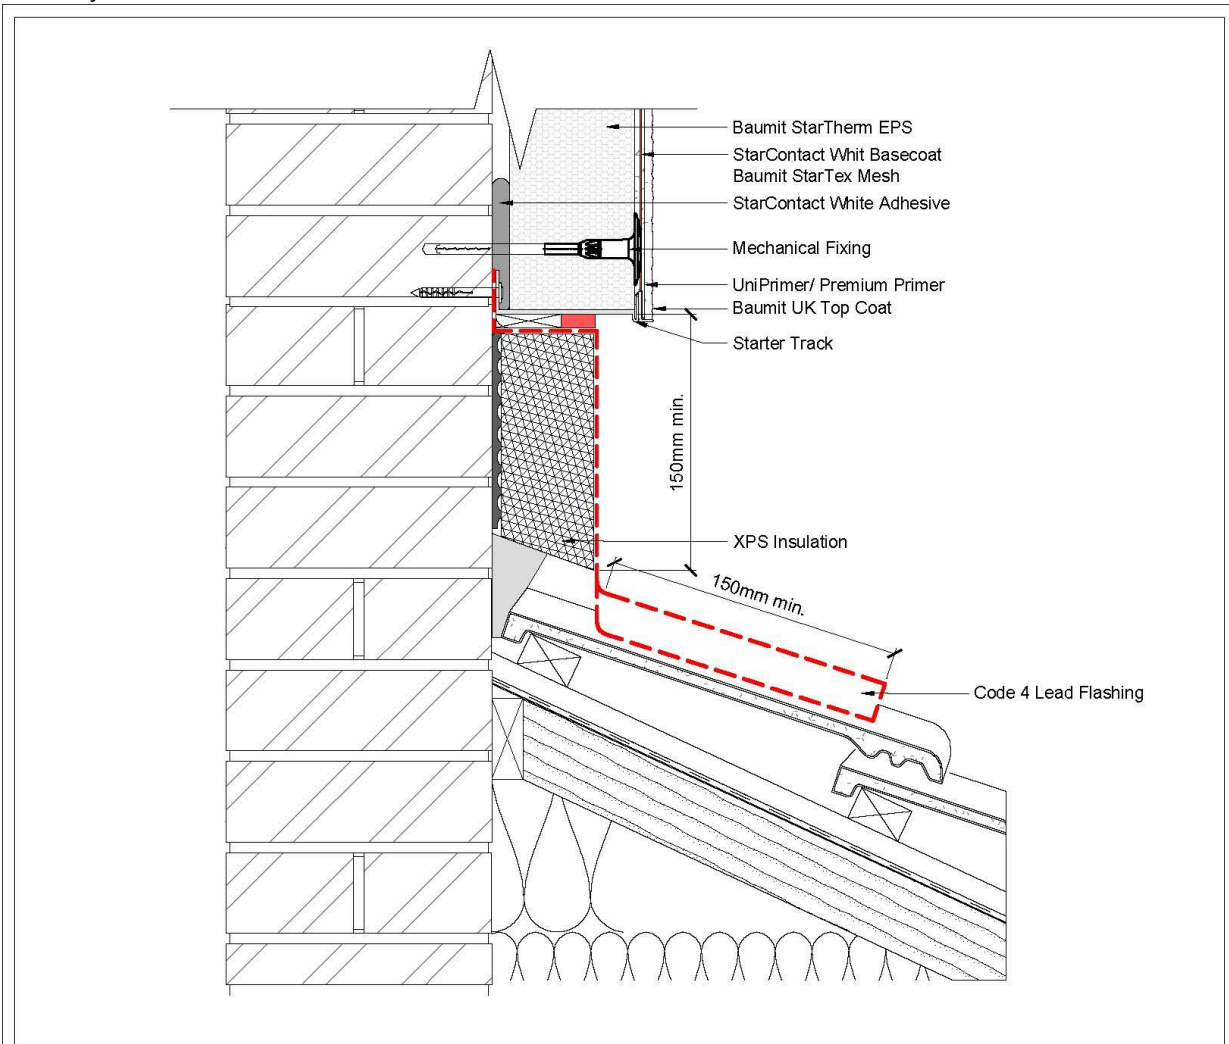 Baumit StarTherm EPS
StarContact Whit Basecoat
Baumit StarTex Mesh
StarContact White Adhesive
Mechanical Fixing
UniPrimer/ Premium Primer
Baumit UK Top Coat
Starter Track
150mm min.
XPS Insulation
150mm min.
Code 4 Lead Flashing